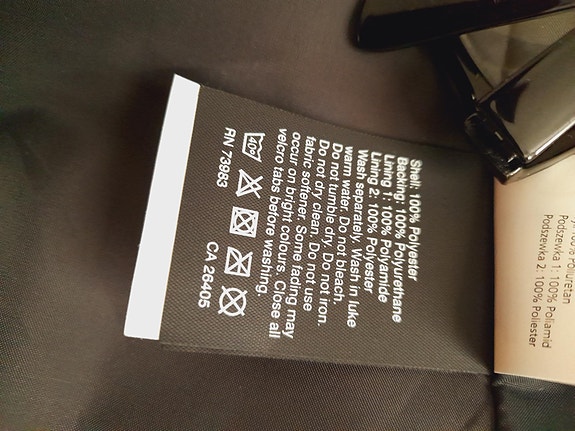 Shell: 100% Polyester
Backing: 100% Polyurethane
Lining 1: 100% Polyamide
Lining 2: 100% Polyester
Wash separately. Wash in luke
warm water. Do not bleach.
Do not tumble dry. Do not iron.
Do not dry clean. Do not use
fabric softener. Some fading may
occur on bright colours. Close all
velcro tabs before washing.
40°
RN 73983 CA 26405
100% Poliuretan
Podszewka 1: 100% Poliamid
Podszewka 2: 100% Poliester